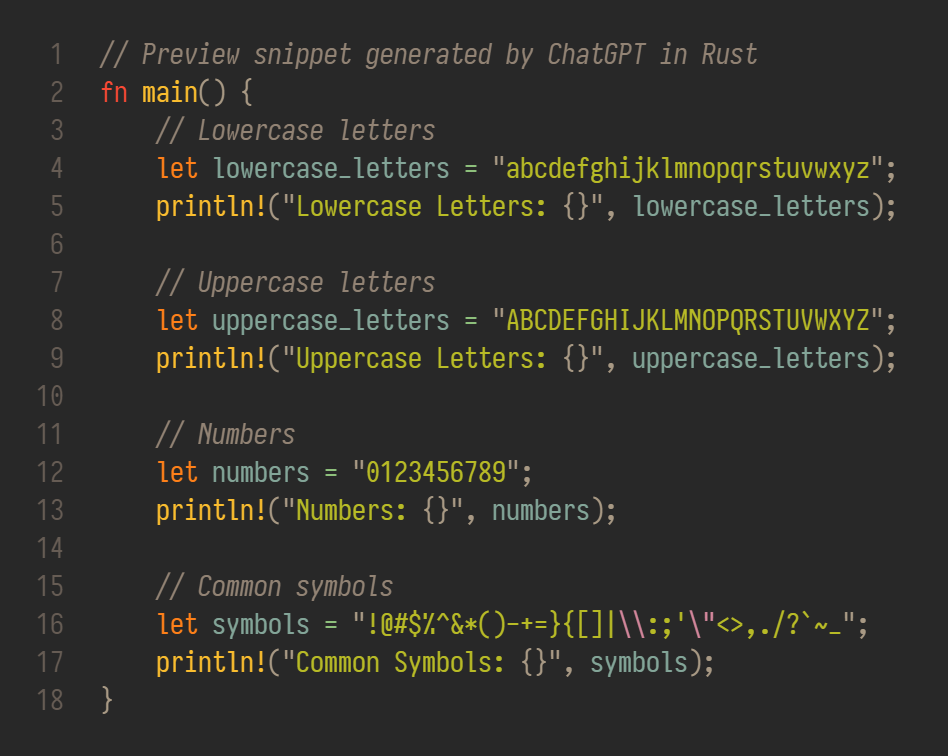 1 // Preview snippet generated by ChatGPT in Rust
2 fn main() {
3     // Lowercase letters
4     let lowercase_letters = "abcdefghijklmnopqrstuvwxyz";
5     println!("Lowercase Letters: {}", lowercase_letters);
6
7     // Uppercase letters
8     let uppercase_letters = "ABCDEFGHIJKLMNOPQRSTUVWXYZ";
9     println!("Uppercase Letters: {}", uppercase_letters);
10
11     // Numbers
12     let numbers = "0123456789";
13     println!("Numbers: {}", numbers);
14
15     // Common symbols
16     let symbols = "!@#$%^&*()-+=}{[]|\\:;'\"<>,./?`~_";
17     println!("Common Symbols: {}", symbols);
18 }